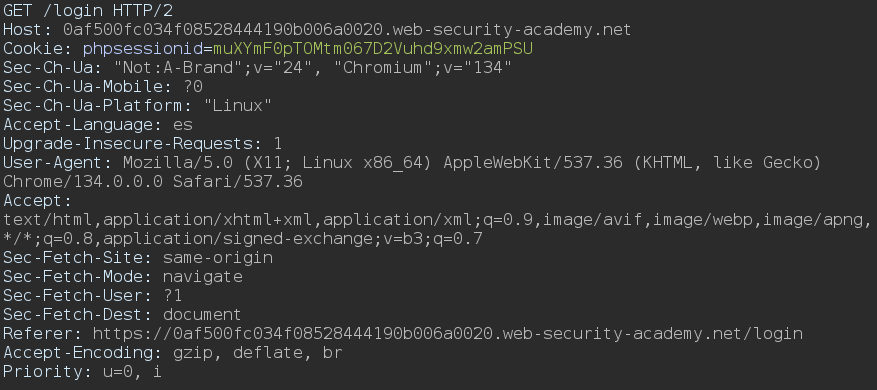 GET /login HTTP/2
Host: 0af500fc034f08528444190b006a0020.web-security-academy.net
Cookie: phpsessionid=muXYmF0pTOMtm067D2Vuhd9xmw2amPSU
Sec-Ch-Ua: "Not:A-Brand";v="24", "Chromium";v="134"
Sec-Ch-Ua-Mobile: ?0
Sec-Ch-Ua-Platform: "Linux"
Accept-Language: es
Upgrade-Insecure-Requests: 1
User-Agent: Mozilla/5.0 (X11; Linux x86_64) AppleWebKit/537.36 (KHTML, like Gecko)
Chrome/134.0.0.0 Safari/537.36
Accept:
text/html,application/xhtml+xml,application/xml;q=0.9,image/avif,image/webp,image/apng,
*/*;q=0.8,application/signed-exchange;v=b3;q=0.7
Sec-Fetch-Site: same-origin
Sec-Fetch-Mode: navigate
Sec-Fetch-User: ?1
Sec-Fetch-Dest: document
Referer: https://0af500fc034f08528444190b006a0020.web-security-academy.net/login
Accept-Encoding: gzip, deflate, br
Priority: u=0, i